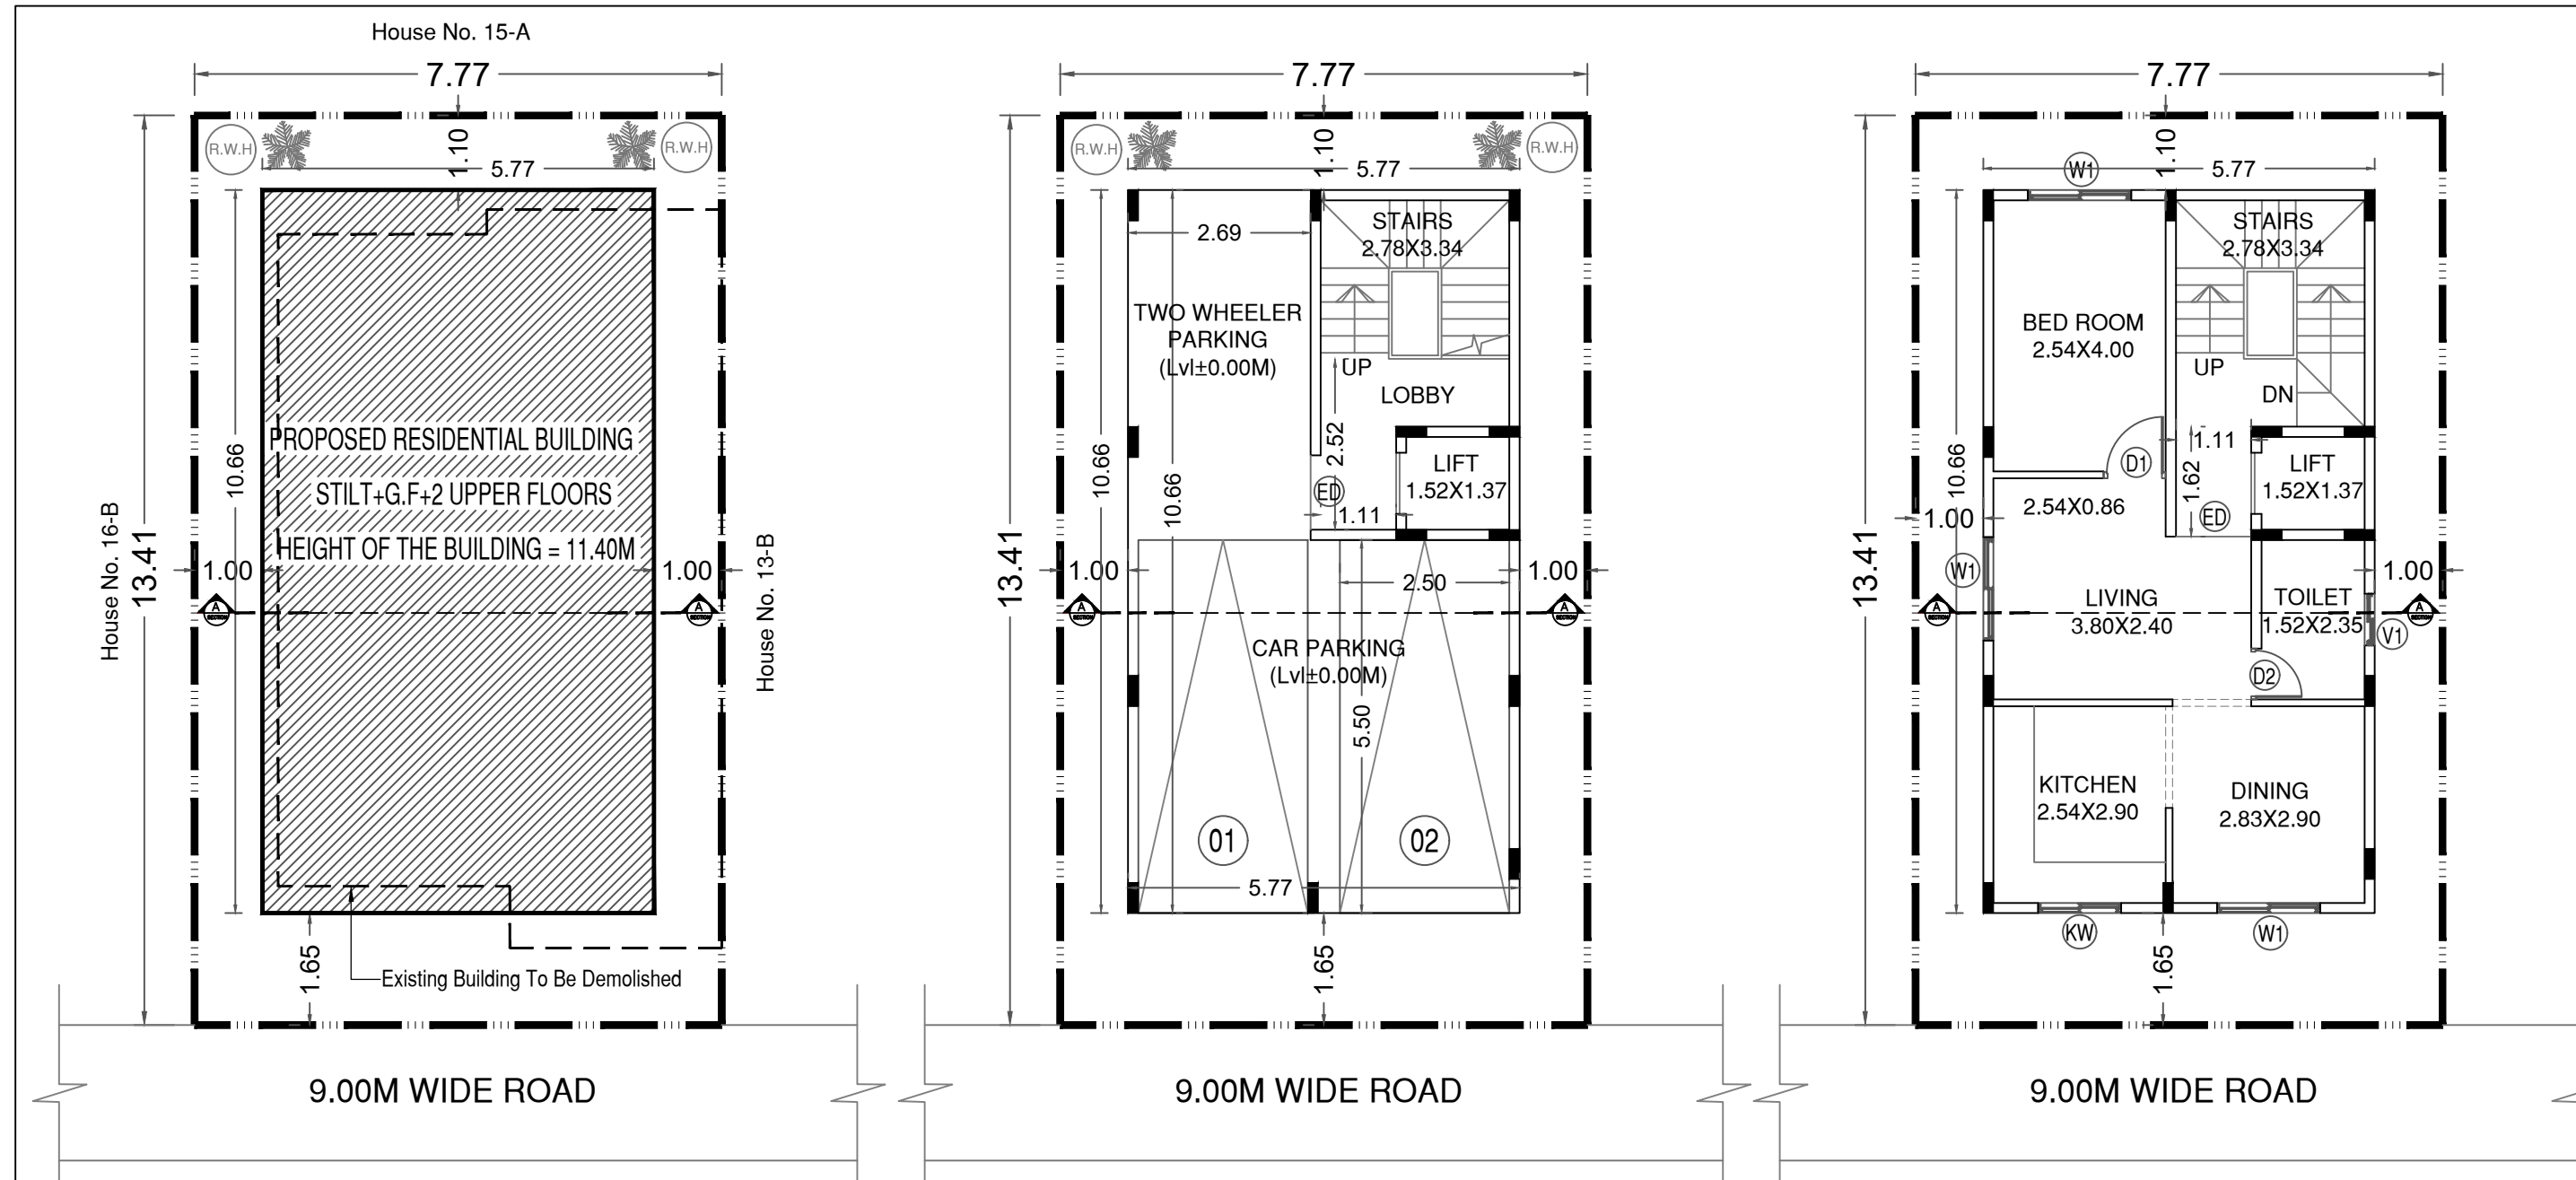 House No. 15-A
7.77
1.10
R.W.H
R.W.H
5.77
House No. 16-B
13.41
10.66
PROPOSED RESIDENTIAL BUILDING
STILT+G.F+2 UPPER FLOORS
HEIGHT OF THE BUILDING = 11.40M
1.00
1.00
House No. 13-B
A
SECTION
A
SECTION
1.65
Existing Building To Be Demolished
9.00M WIDE ROAD
7.77
1.10
R.W.H
R.W.H
5.77
2.69
STAIRS
2.78X3.34
TWO WHEELER
PARKING
(Lvl±0.00M)
UP
LOBBY
13.41
10.66
10.66
2.52
LIFT
1.52X1.37
ED
1.11
1.00
1.00
2.50
A
SECTION
A
SECTION
CAR PARKING
(Lvl±0.00M)
5.50
01
02
5.77
1.65
9.00M WIDE ROAD
7.77
1.10
W1
5.77
STAIRS
2.78X3.34
BED ROOM
2.54X4.00
UP
DN
13.41
10.66
1.11
D1
1.62
LIFT
1.52X1.37
2.54X0.86
ED
1.00
W1
1.00
LIVING
3.80X2.40
TOILET
1.52X2.35
A
SECTION
A
SECTION
V1
D2
KITCHEN
2.54X2.90
DINING
2.83X2.90
KW
W1
1.65
9.00M WIDE ROAD